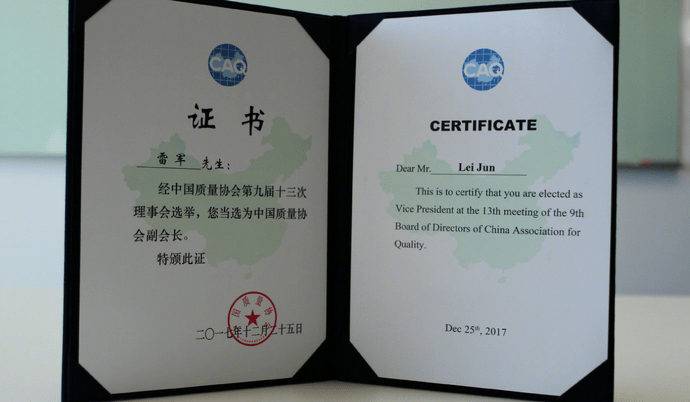 CAQ
证书
雷军 先生：
经中国质量协会第九届十三次
理事会选举，您当选为中国质量协
会副会长。
特颁此证
二〇一七年十二月二十五日
CAQ
CERTIFICATE
Dear Mr. Lei Jun
This is to certify that you are elected as
Vice President at the 13th meeting of the 9th
Board of Directors of China Association for
Quality.
Dec 25th, 2017